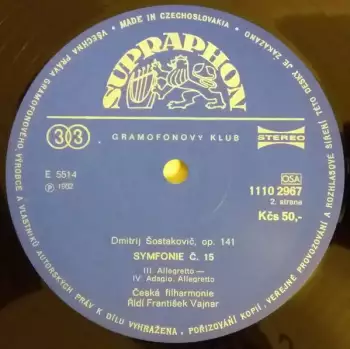 VŠECHNA PRÁVA GRAMOFONOVÉHO VÝROBCE A VLASTNÍKŮ AUTORSKÝCH PRÁV K DÍLU VYHRAŽENA. POŘIZOVÁNÍ KOPIÍ, VEREJNÉ PROVOZOVÁNÍ A ROZHLASOVÉ ŠÍŘENÍ TÉTO DESKY JE ZAKÁZÁNO
• MADE IN CZECHOSLOVAKIA •
SUPRAPHON
33
GRAMOFONOVÝ KLUB
STEREO
E 5514
Ⓟ 1982
OSA
1110 2967
2. strana
Kčs 50,-
Dmitrij Šostakovič, op. 141
SYMFONIE Č. 15
III. Allegretto —
IV. Adagio. Allegretto
Česká filharmonie
Řídí František Vajnar